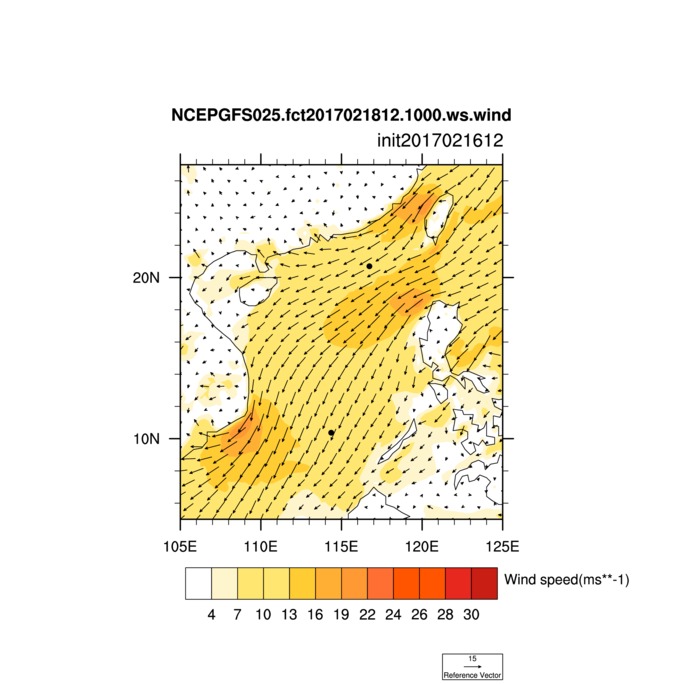 NCEPGFS025.fct2017021812.1000.ws.wind
init2017021612
20N
10N
105E 110E 115E 120E 125E
Wind speed(ms**-1)
4 7 10 13 16 19 22 24 26 28 30
15
Reference Vector